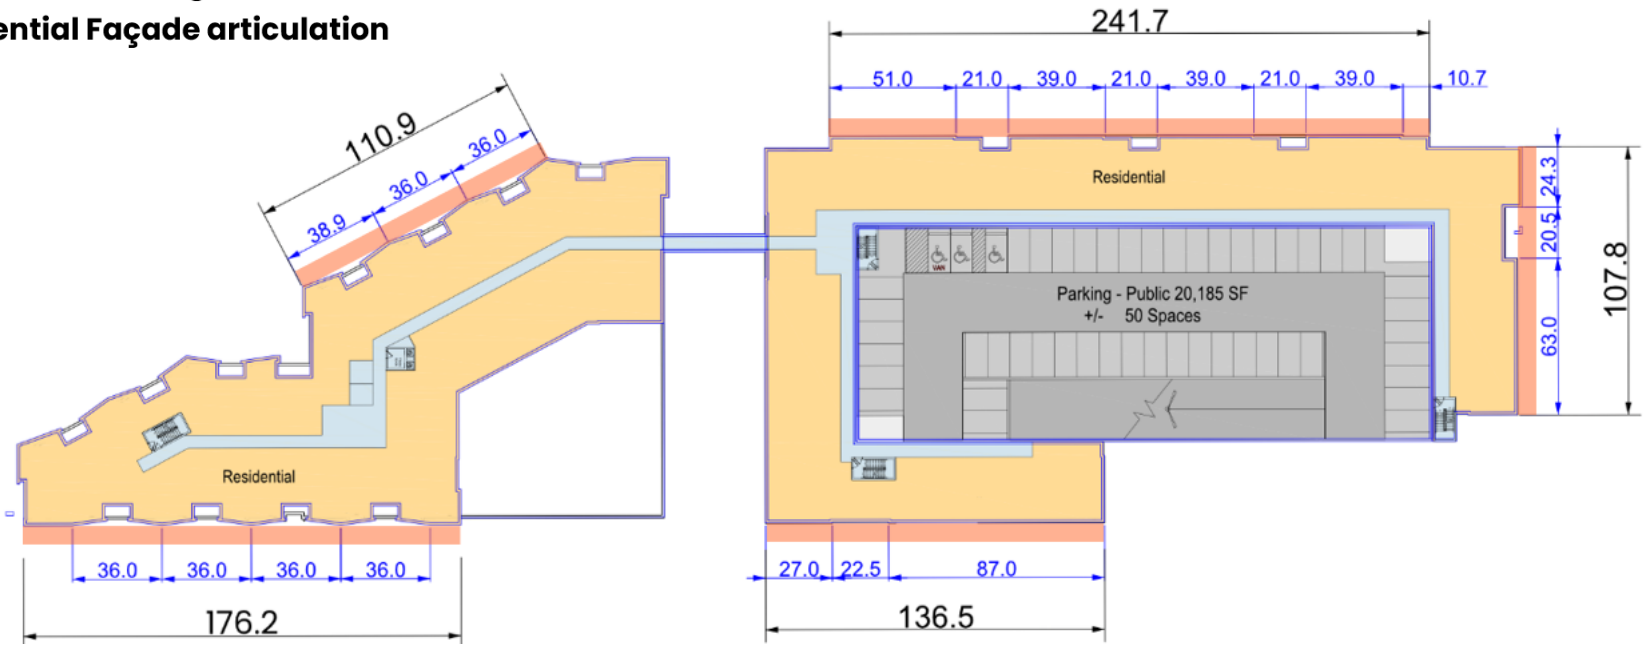 ential Façade articulation
241.7
51.0 21.0 39.0 21.0 39.0 21.0 39.0 10.7
110.9
38.9 36.0 36.0
Residential
24.3
20.5
63.0
107.8
VAN
Parking - Public 20,185 SF
+/- 50 Spaces
Residential
36.0 36.0 36.0 36.0
176.2
27.0 22.5 87.0
136.5